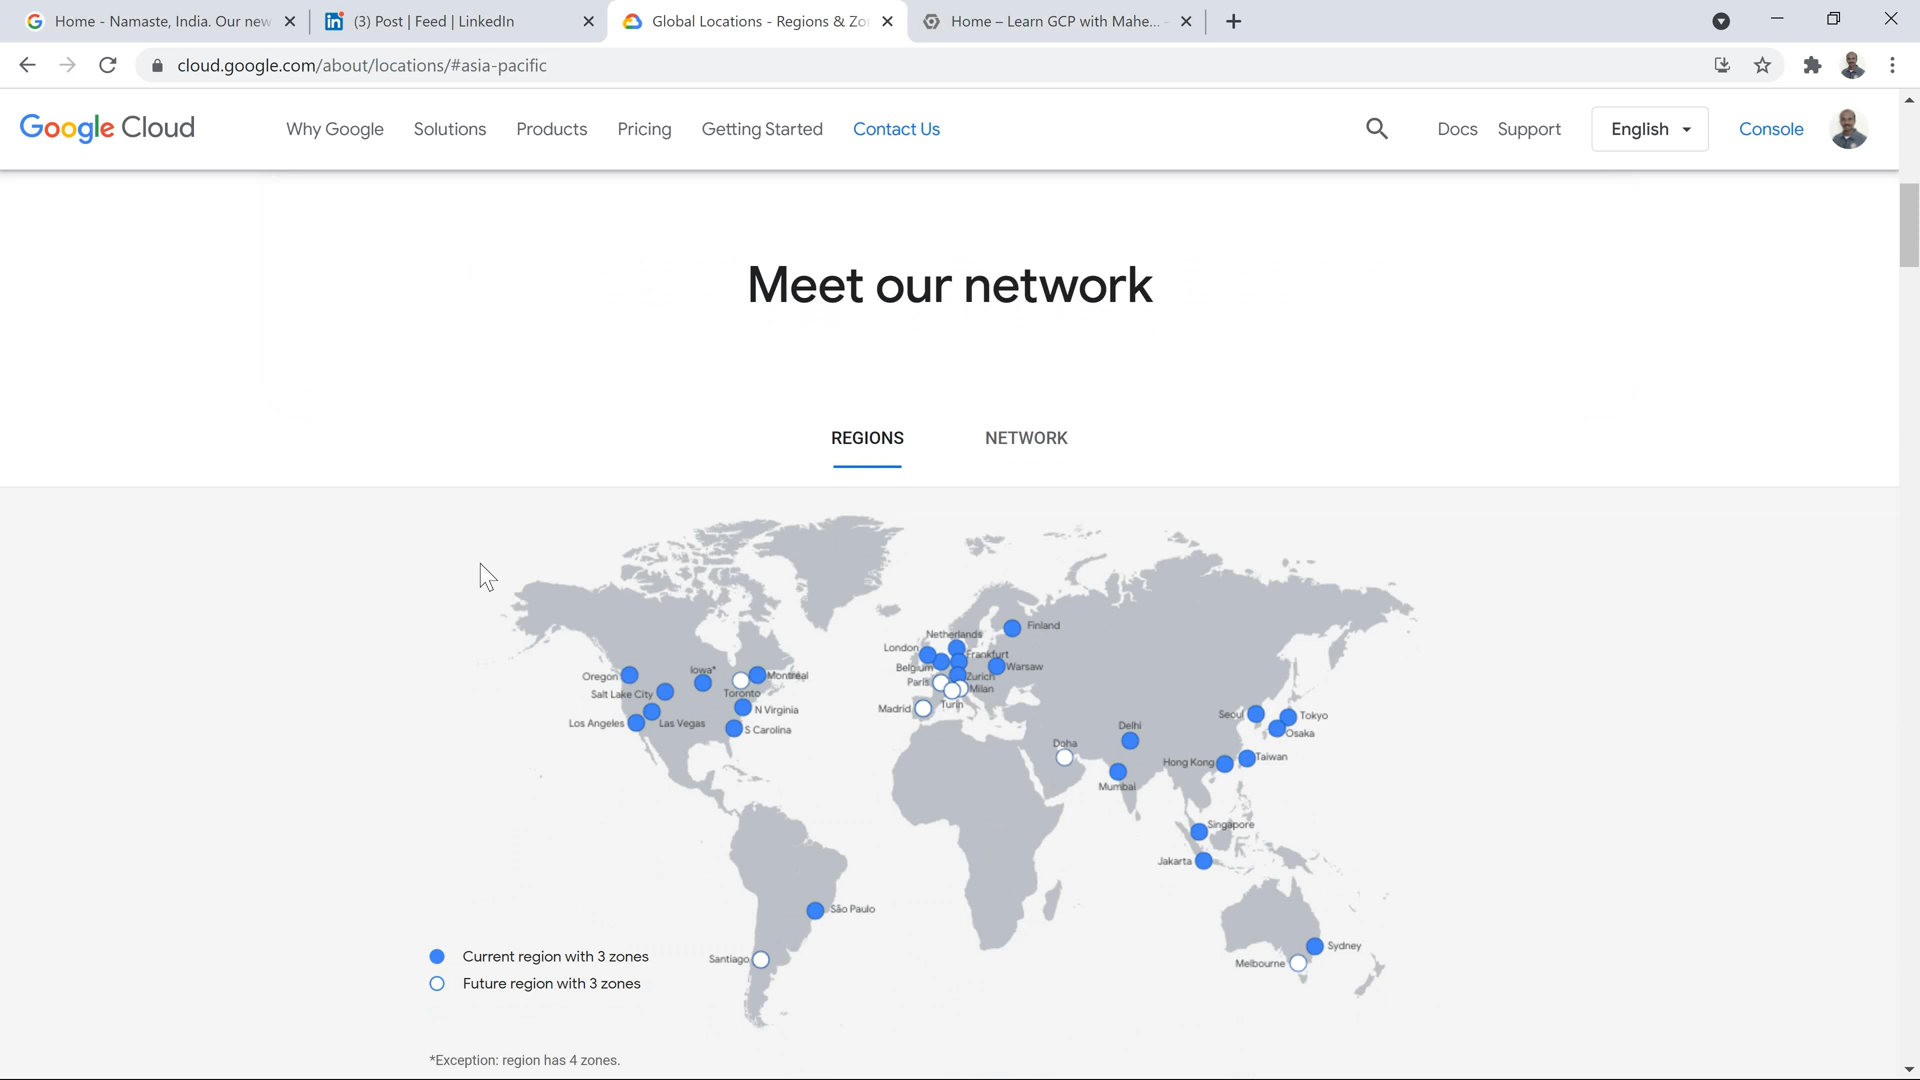 Home - Namaste, India. Our new
(3) Post | Feed | LinkedIn
Global Locations - Regions & Zo
Home – Learn GCP with Mahe... -
cloud.google.com/about/locations/#asia-pacific
Google Cloud
Why Google
Solutions
Products
Pricing
Getting Started
Contact Us
Docs
Support
English
Console
Meet our network
REGIONS
NETWORK
Finland
Netherlands
London
Frankfurt
Belgium
Warsaw
Oregon
Iowa*
Montréal
Paris
Zurich
Salt Lake City
Toronto
Milan
Madrid
Turin
N Virginia
Los Angeles
Las Vegas
S Carolina
Seoul
Tokyo
Delhi
Osaka
Doha
Hong Kong
Taiwan
Mumbai
Singapore
Jakarta
São Paulo
Sydney
Santiago
Melbourne
Current region with 3 zones
Future region with 3 zones
*Exception: region has 4 zones.